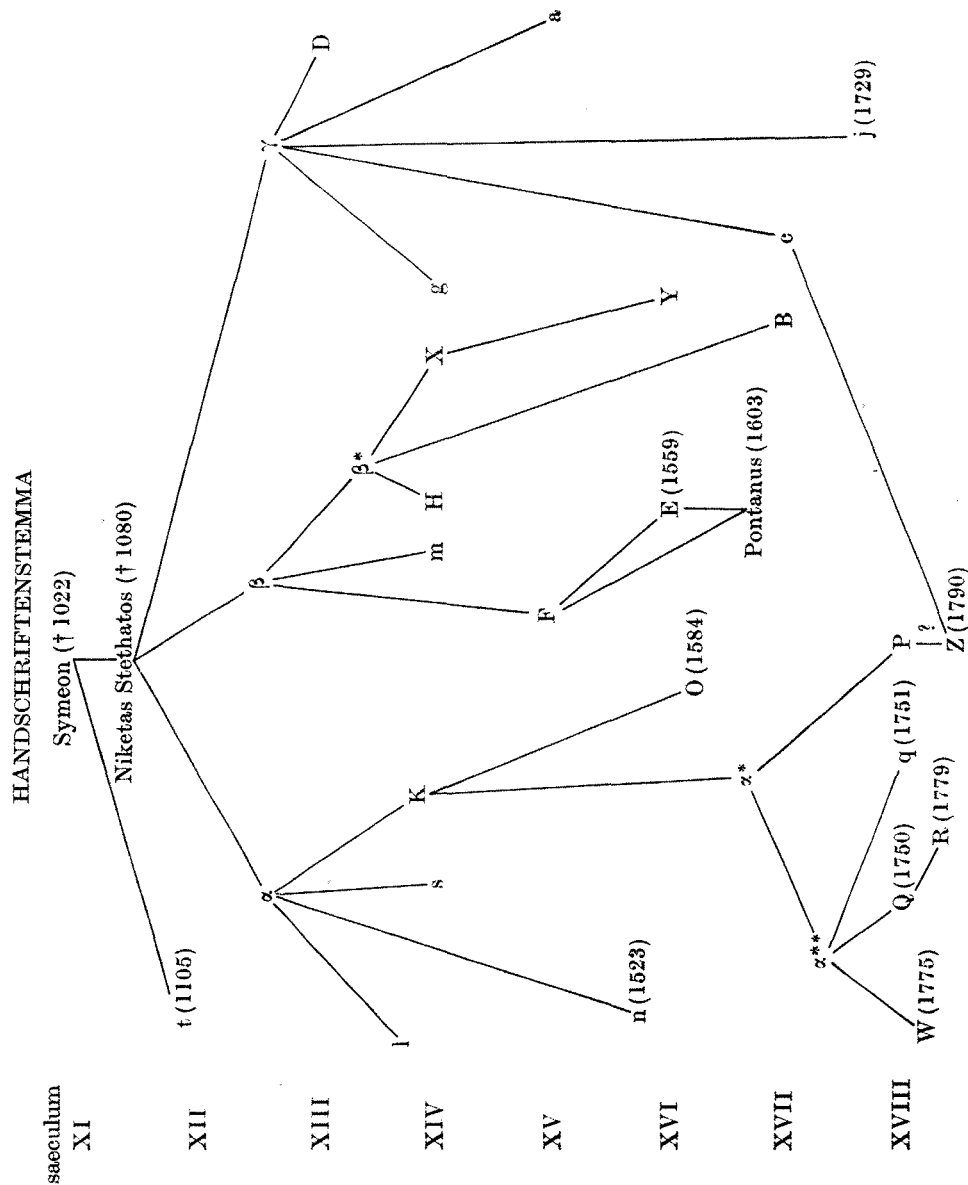 HANDSCHRIFTENSTEMMA
saeculum
XI
Symeon († 1022)
Niketas Stethatos († 1080)
XII
t (1105)
XIII
α
β
γ
D
β*
XIV
l
s
K
m
H
X
g
XV
F
a
XVI
n (1523)
O (1584)
E (1559)
Y
Pontanus (1603)
XVII
α*
B
c
α**
j (1729)
XVIII
W (1775)
Q (1750)
R (1779)
q (1751)
P
?
Z (1790)